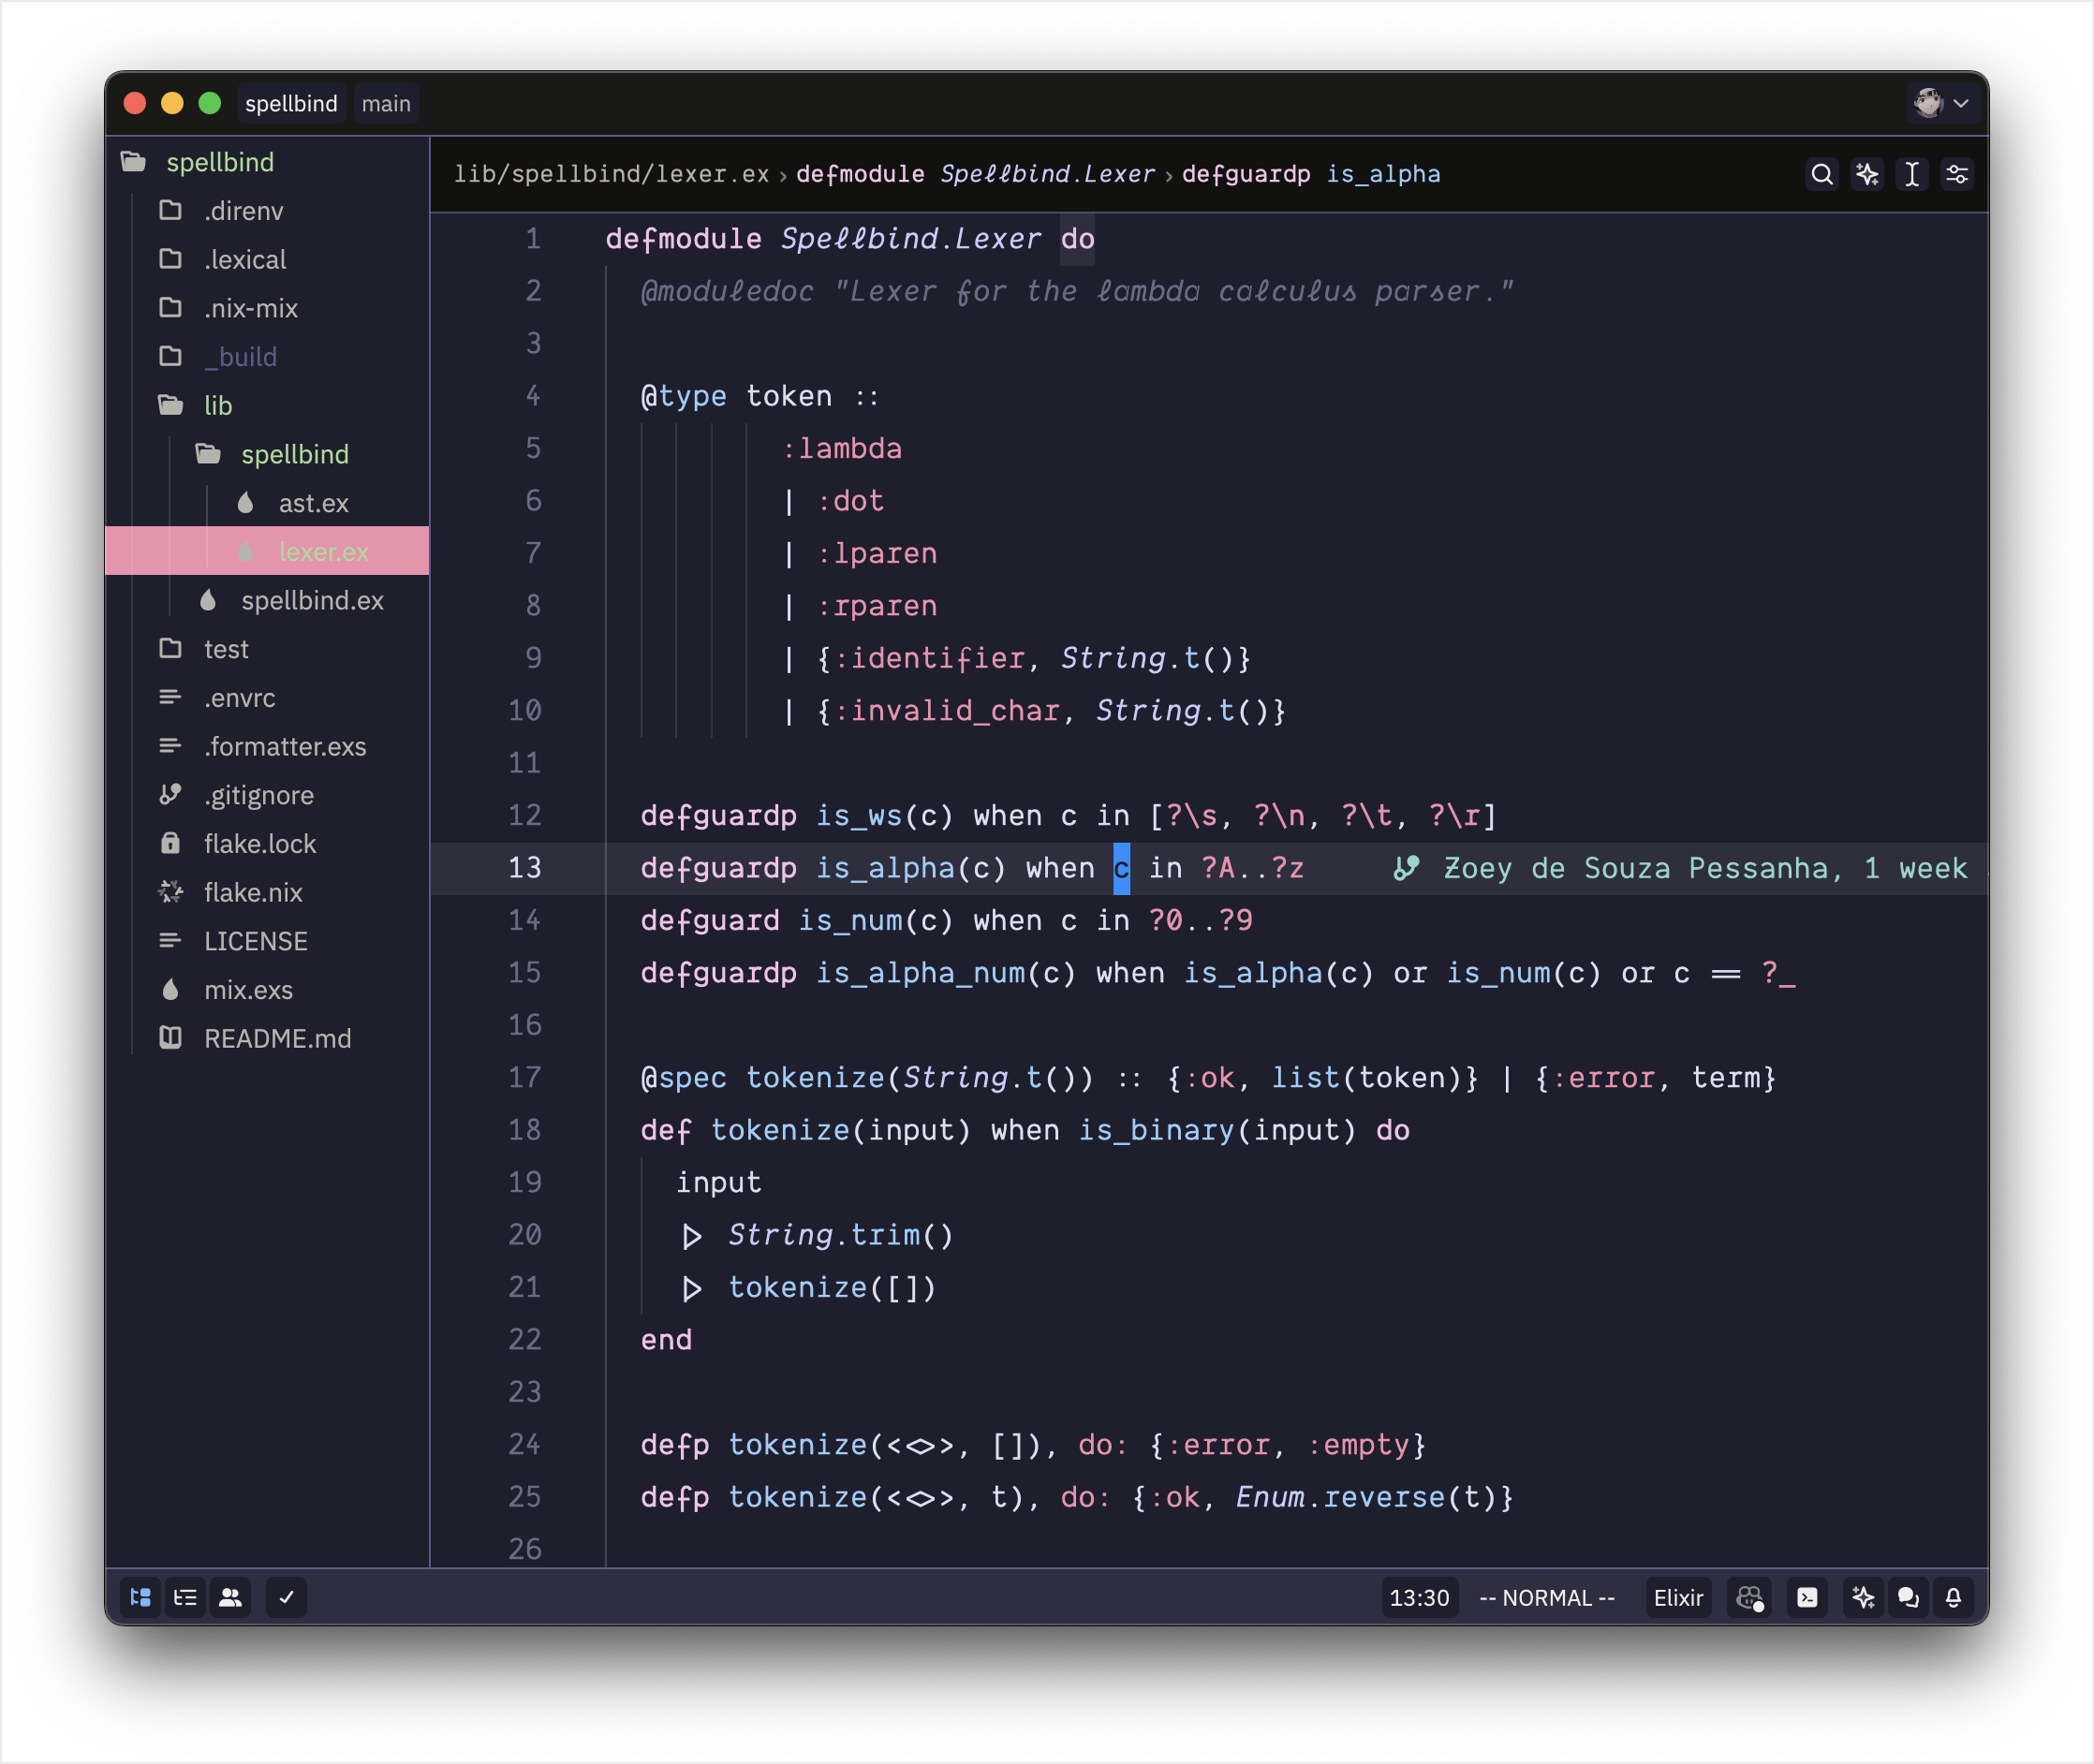 spellbind main
spellbind
.direnv
.lexical
.nix-mix
_build
lib
spellbind
ast.ex
lexer.ex
spellbind.ex
test
.envrc
.formatter.exs
.gitignore
flake.lock
flake.nix
LICENSE
mix.exs
README.md
lib/spellbind/lexer.ex › defmodule Spellbind.Lexer › defguardp is_alpha
1 defmodule Spellbind.Lexer do
2 @moduledoc "Lexer for the lambda calculus parser."
3
4 @type token ::
5 :lambda
6 | :dot
7 | :lparen
8 | :rparen
9 | {:identifier, String.t()}
10 | {:invalid_char, String.t()}
11
12 defguardp is_ws(c) when c in [?\s, ?\n, ?\t, ?\r]
13 defguardp is_alpha(c) when c in ?A..?z Zoey de Souza Pessanha, 1 week
14 defguard is_num(c) when c in ?0..?9
15 defguardp is_alpha_num(c) when is_alpha(c) or is_num(c) or c == ?_
16
17 @spec tokenize(String.t()) :: {:ok, list(token)} | {:error, term}
18 def tokenize(input) when is_binary(input) do
19 input
20 |> String.trim()
21 |> tokenize([])
22 end
23
24 defp tokenize(<<>>, []), do: {:error, :empty}
25 defp tokenize(<<>>, t), do: {:ok, Enum.reverse(t)}
26
13:30 -- NORMAL -- Elixir